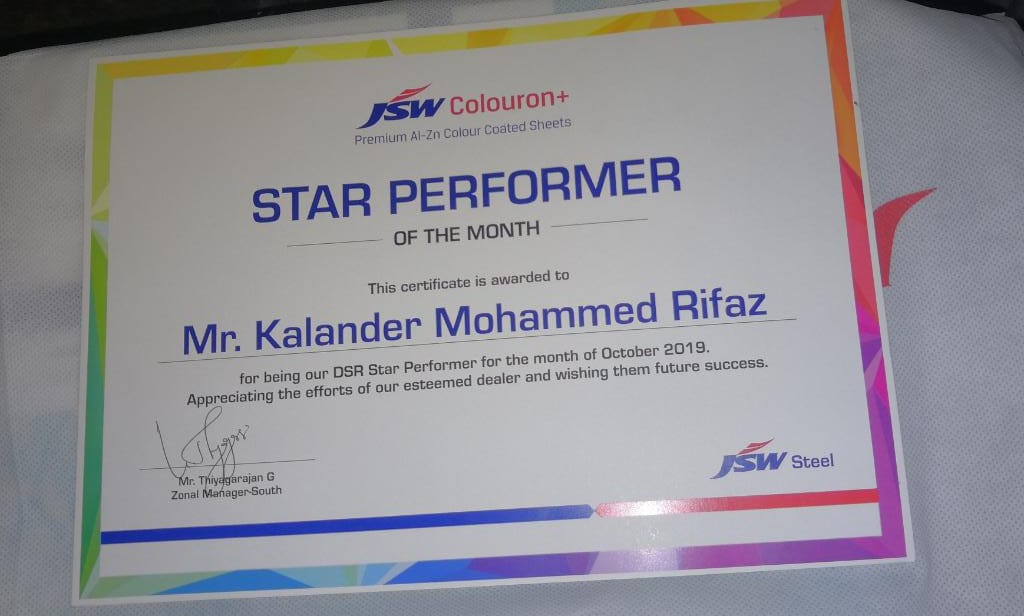 JSW Colouron+
Premium Al-Zn Colour Coated Sheets
STAR PERFORMER
OF THE MONTH
This certificate is awarded to
Mr. Kalander Mohammed Rifaz
for being our DSR Star Performer for the month of October 2019.
Appreciating the efforts of our esteemed dealer and wishing them future success.
Mr. Thiyagarajan G
Zonal Manager-South
JSW Steel